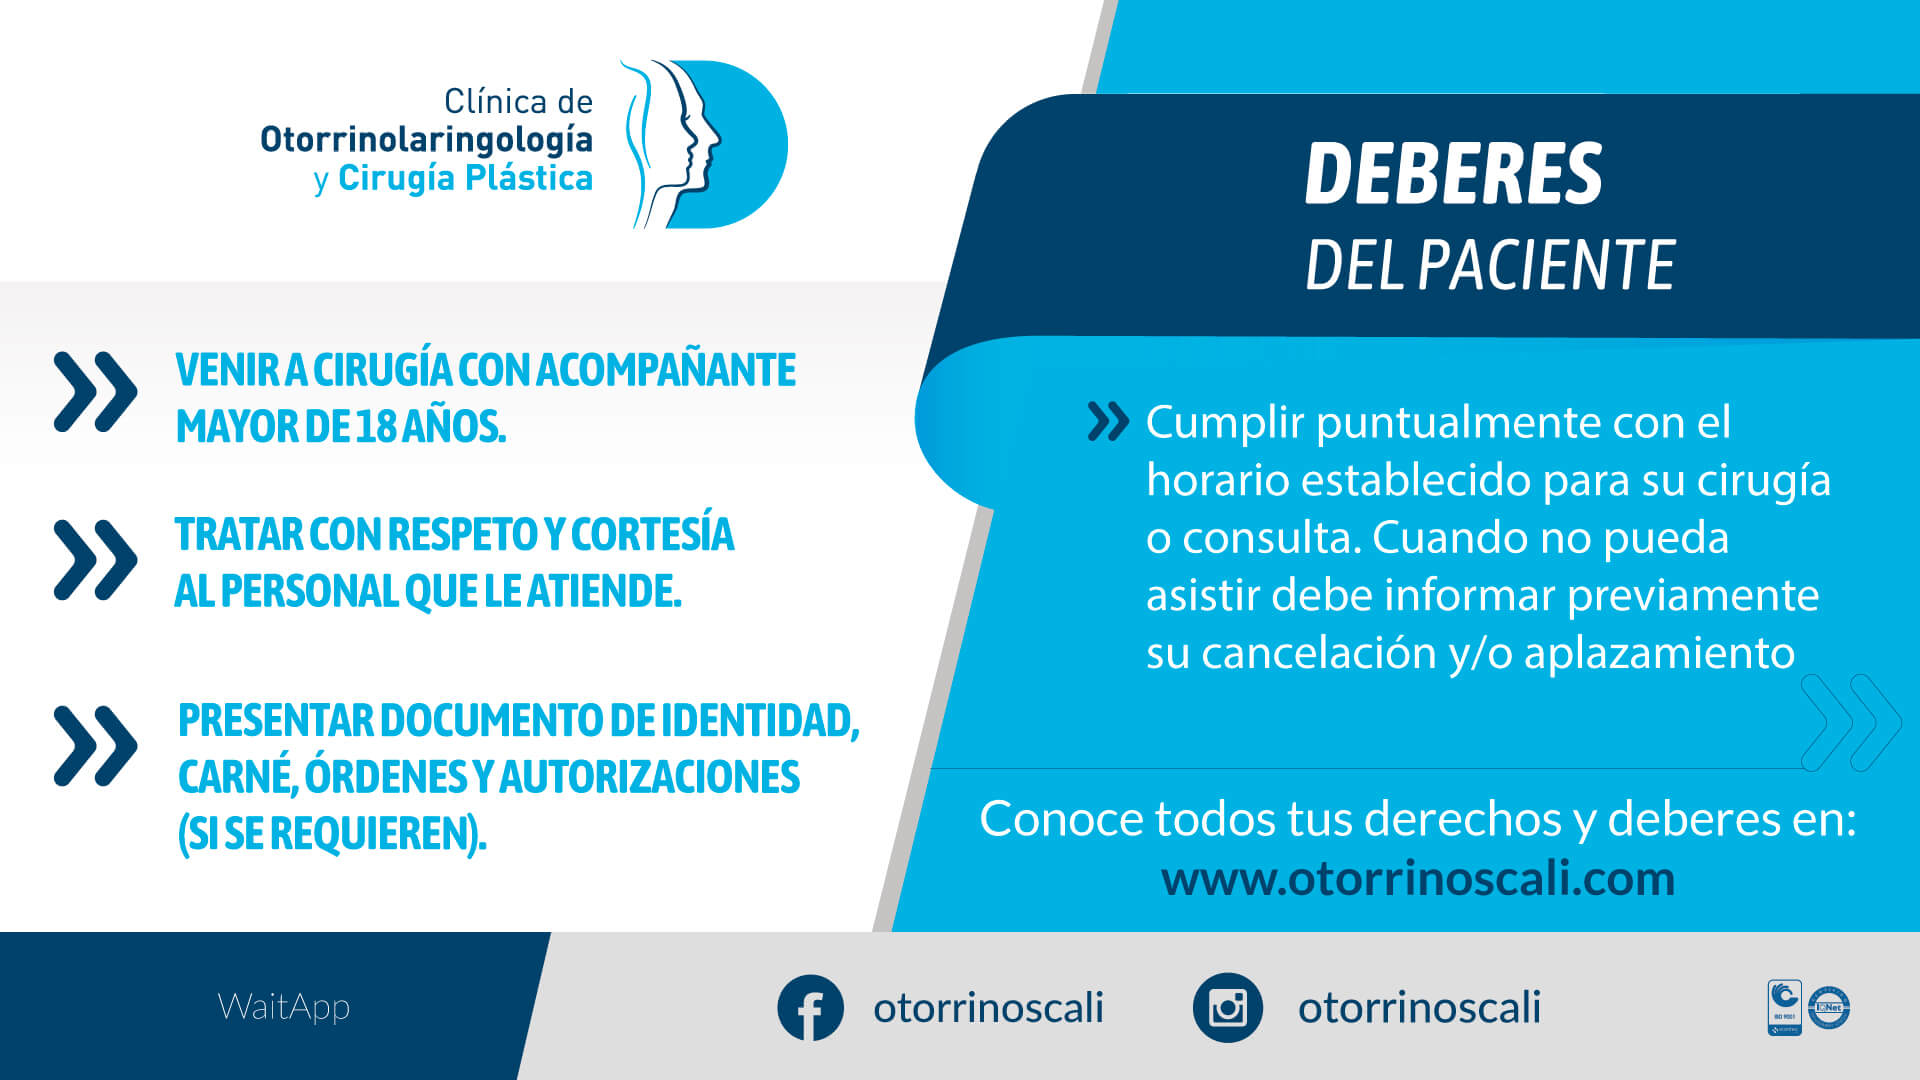 Clínica de
Otorrinolaringología
y Cirugía Plástica
DEBERES
DEL PACIENTE
VENIR A CIRUGÍA CON ACOMPAÑANTE
MAYOR DE 18 AÑOS.
TRATAR CON RESPETO Y CORTESÍA
AL PERSONAL QUE LE ATIENDE.
PRESENTAR DOCUMENTO DE IDENTIDAD,
CARNÉ, ÓRDENES Y AUTORIZACIONES
(SI SE REQUIEREN).
Cumplir puntualmente con el
horario establecido para su cirugía
o consulta. Cuando no pueda
asistir debe informar previamente
su cancelación y/o aplazamiento
Conoce todos tus derechos y deberes en:
www.otorrinoscali.com
WaitApp
otorrinoscali
otorrinoscali
ISO 9001
IQNet